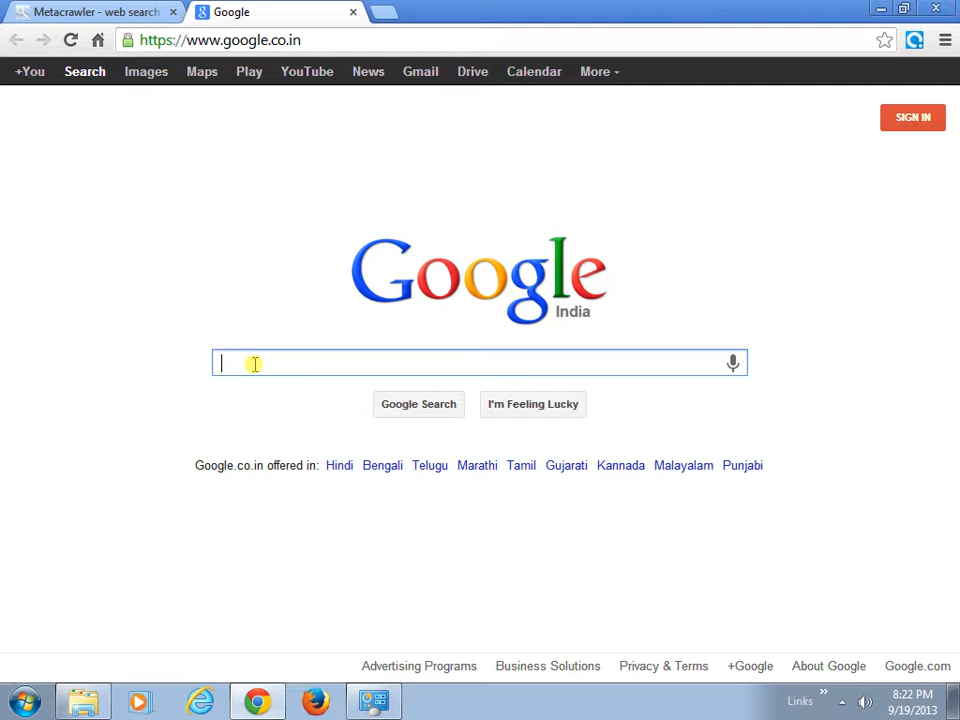 Metacrawler - web search
Google
https://www.google.co.in
+You Search Images Maps Play YouTube News Gmail Drive Calendar More
SIGN IN
Google
India
Google Search I'm Feeling Lucky
Google.co.in offered in: Hindi Bengali Telugu Marathi Tamil Gujarati Kannada Malayalam Punjabi
Advertising Programs Business Solutions Privacy & Terms +Google About Google Google.com
Links
8:22 PM
9/19/2013